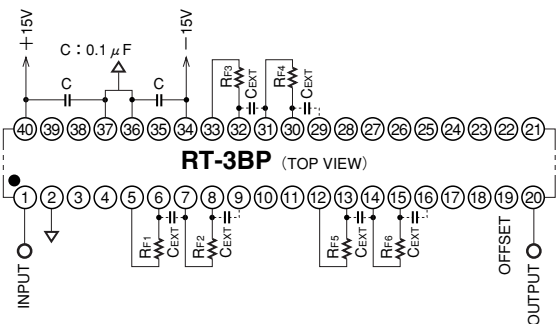 +15V
−15V
C：0.1 μF
C
C
RF3
CEXT
RF4
CEXT
40 39 38 37 36 35 34 33 32 31 30 29 28 27 26 25 24 23 22 21
RT-3BP (TOP VIEW)
1 2 3 4 5 6 7 8 9 10 11 12 13 14 15 16 17 18 19 20
INPUT
RF1
CEXT
RF2
CEXT
RF5
CEXT
RF6
CEXT
OFFSET
OUTPUT